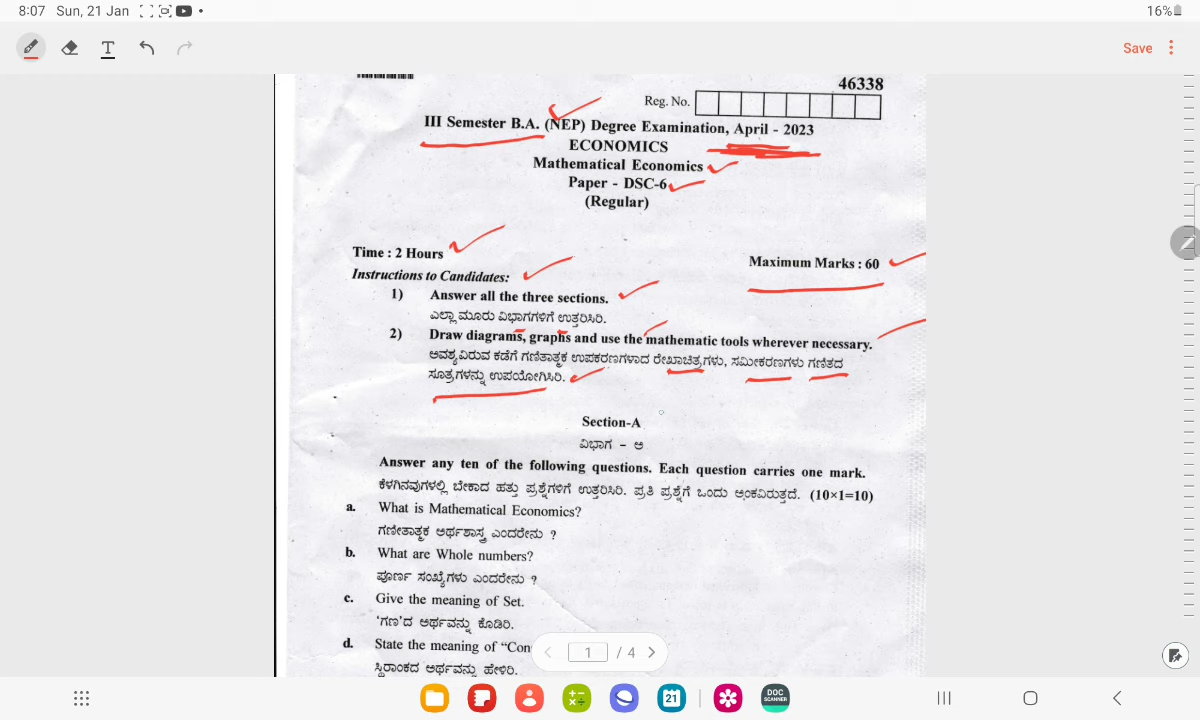 8:07 Sun, 21 Jan
16%
T
Save
46338
Reg. No.
III Semester B.A. (NEP) Degree Examination, April - 2023
ECONOMICS
Mathematical Economics
Paper - DSC-6
(Regular)
Time : 2 Hours
Maximum Marks : 60
Instructions to Candidates:
1) Answer all the three sections.
ಎಲ್ಲಾ ಮೂರು ವಿಭಾಗಗಳಿಗೆ ಉತ್ತರಿಸಿರಿ.
2) Draw diagrams, graphs and use the mathematic tools wherever necessary.
ಅವಶ್ಯವಿರುವ ಕಡೆಗೆ ಗಣಿತಾತ್ಮಕ ಉಪಕರಣಗಳಾದ ರೇಖಾಚಿತ್ರಗಳು, ಸಮೀಕರಣಗಳು ಗಣಿತದ
ಸೂತ್ರಗಳನ್ನು ಉಪಯೋಗಿಸಿರಿ.
Section-A
ವಿಭಾಗ - ಅ
Answer any ten of the following questions. Each question carries one mark.
ಕೆಳಗಿನವುಗಳಲ್ಲಿ ಬೇಕಾದ ಹತ್ತು ಪ್ರಶ್ನೆಗಳಿಗೆ ಉತ್ತರಿಸಿರಿ. ಪ್ರತಿ ಪ್ರಶ್ನೆಗೆ ಒಂದು ಅಂಕವಿರುತ್ತದೆ. (10×1=10)
a. What is Mathematical Economics?
ಗಣೀತಾತ್ಮಕ ಅರ್ಥಶಾಸ್ತ್ರ ಎಂದರೇನು ?
b. What are Whole numbers?
ಪೂರ್ಣ ಸಂಖ್ಯೆಗಳು ಎಂದರೇನು ?
c. Give the meaning of Set.
'ಗಣ'ದ ಅರ್ಥವನ್ನು ಕೊಡಿರಿ.
d. State the meaning of "Con
ಸ್ಥಿರಾಂಕದ ಅರ್ಥವನ್ನು ಹೇಳಿರಿ.
1 / 4
21
DOC
SCANNER